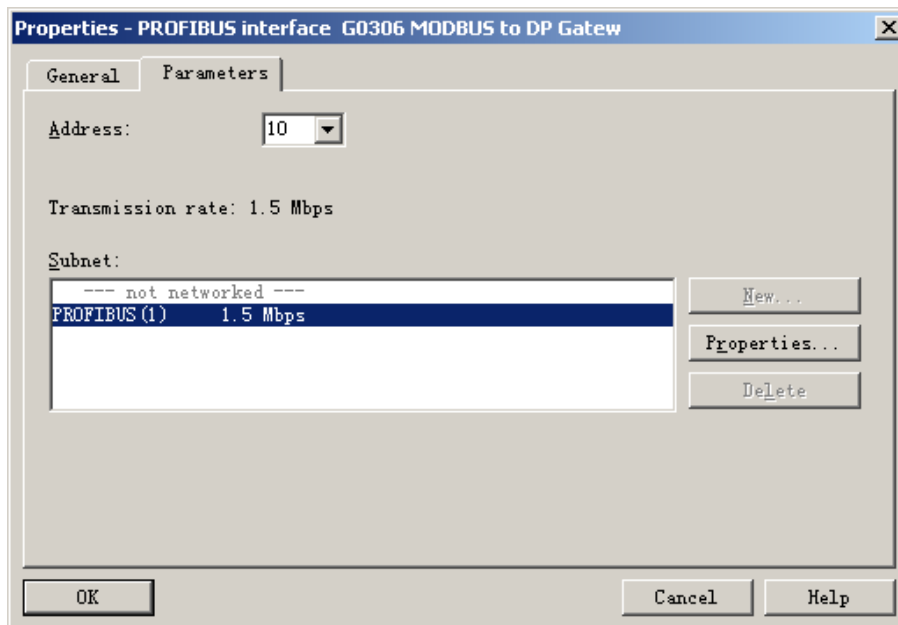 Properties - PROFIBUS interface G0306 MODBUS to DP Gatew
General Parameters
Address: 10
Transmission rate: 1.5 Mbps
Subnet:
--- not networked ---
New...
PROFIBUS(1) 1.5 Mbps
Properties...
Delete
OK Cancel Help